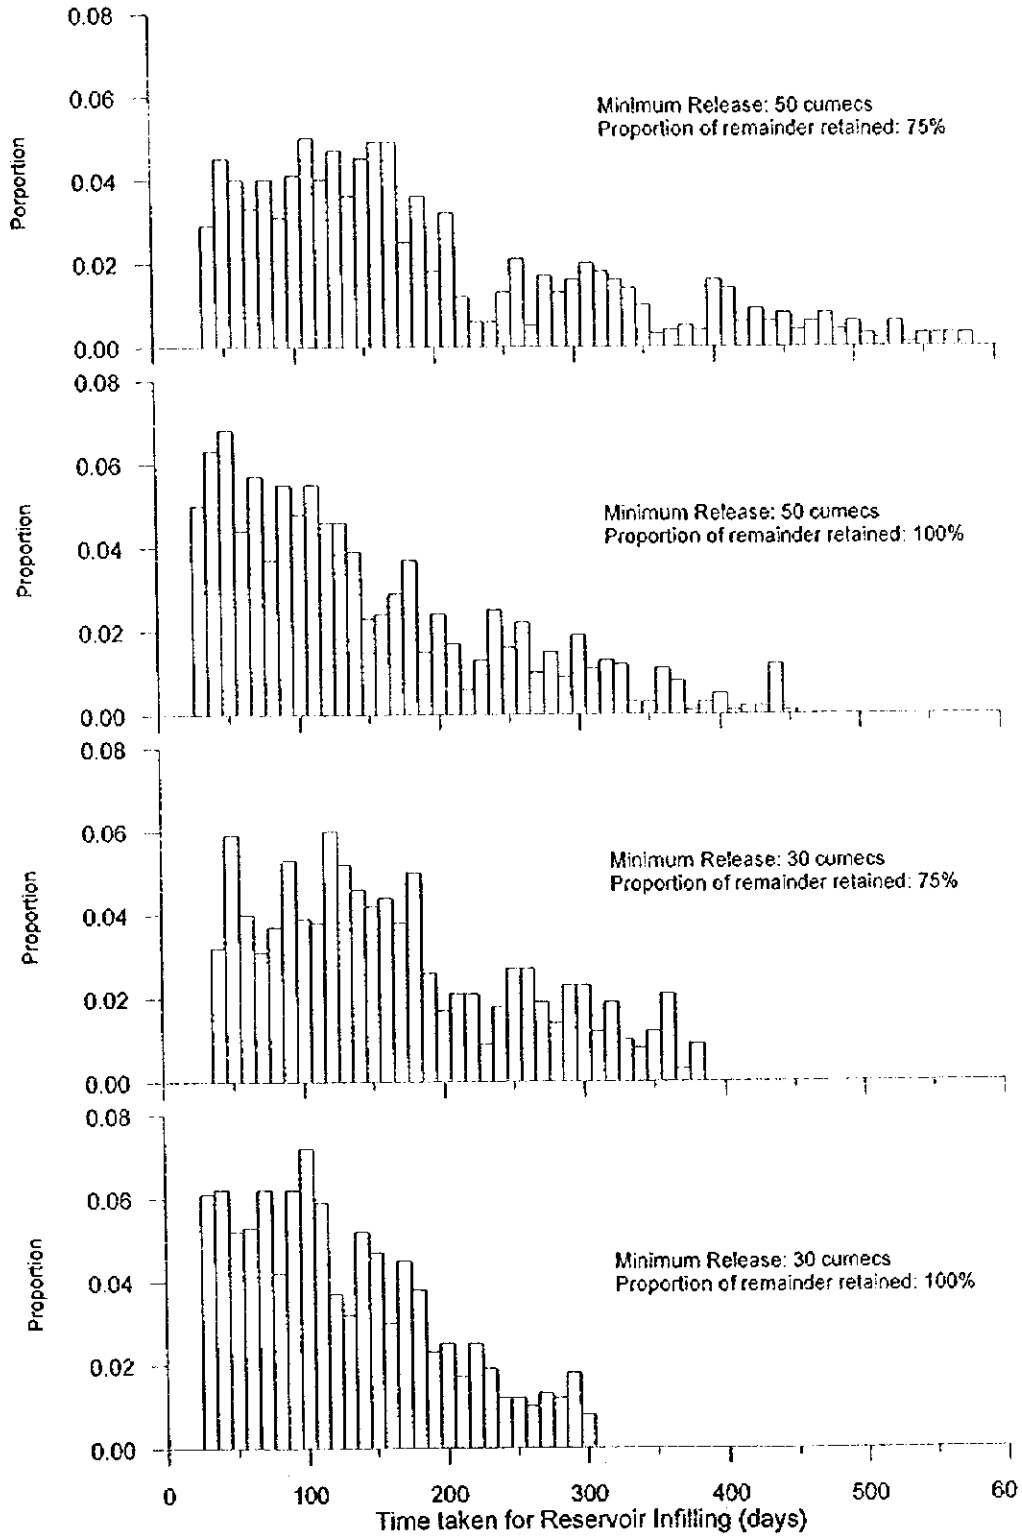 0.08
0.06
0.04
0.02
0.00
Porportion
Minimum Release: 50 cumecs
Proportion of remainder retained: 75%
0.08
0.06
0.04
0.02
0.00
Proportion
Minimum Release: 50 cumecs
Proportion of remainder retained: 100%
0.08
0.06
0.04
0.02
0.00
Proportion
Minimum Release: 30 cumecs
Proportion of remainder retained: 75%
0.08
0.06
0.04
0.02
0.00
Proportion
Minimum Release: 30 cumecs
Proportion of remainder retained: 100%
0 100 200 300 400 500 60
Time taken for Reservoir Infilling (days)